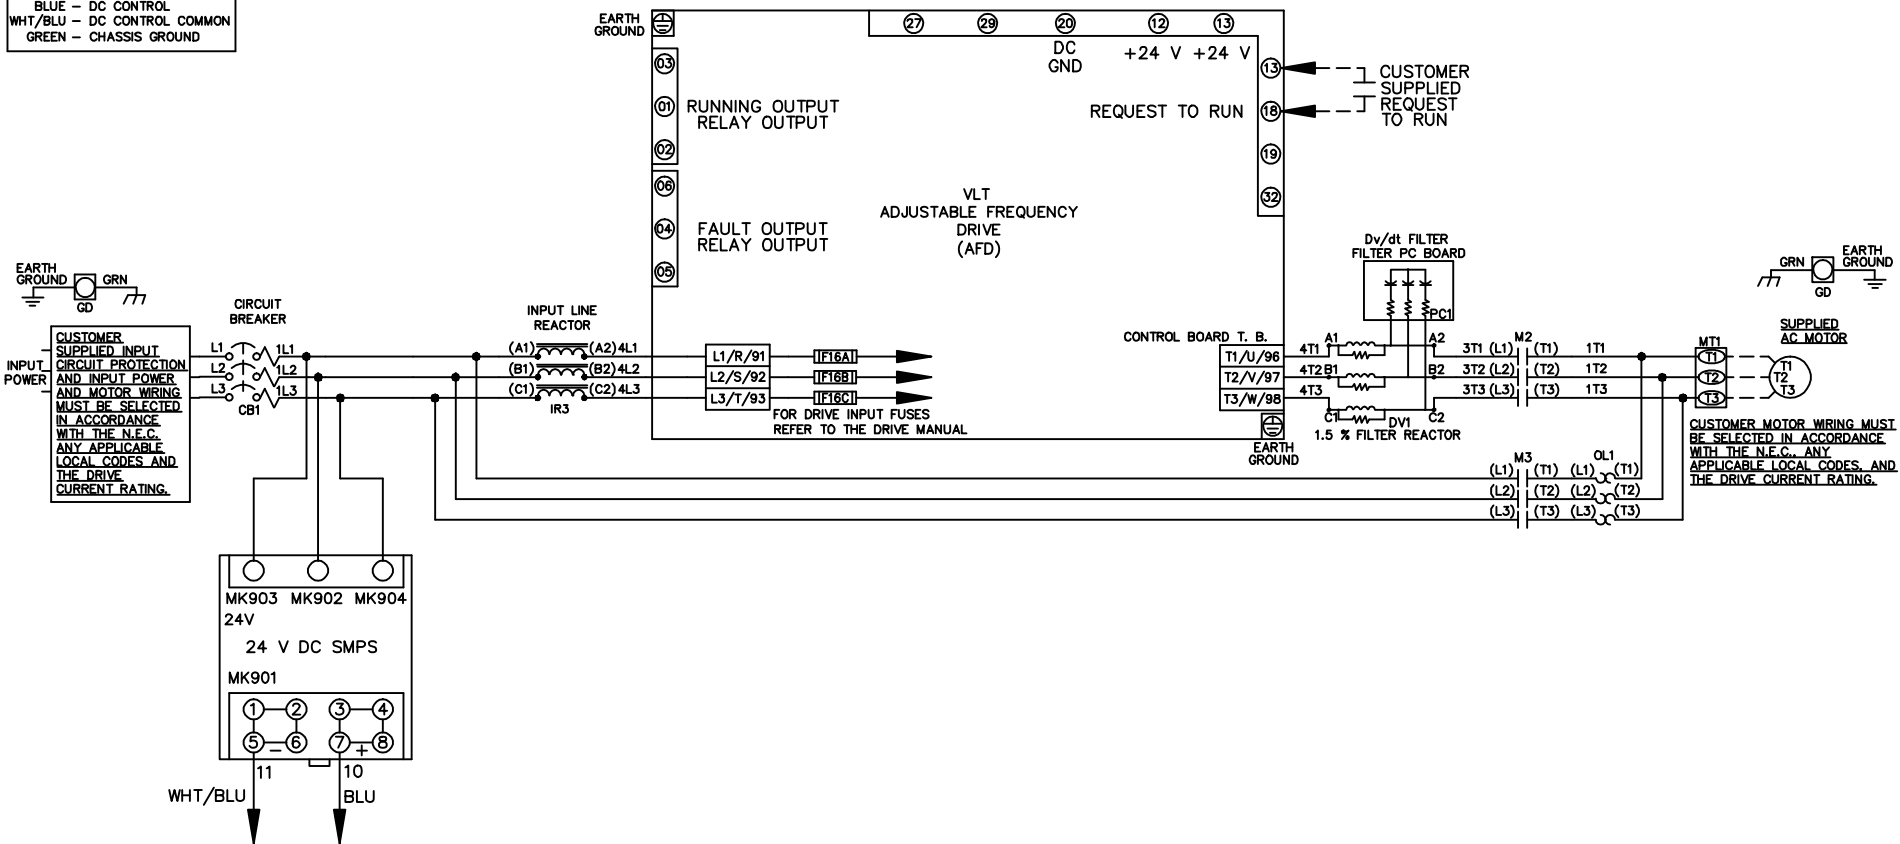 BLUE – DC CONTROL
WHT/BLU – DC CONTROL COMMON
GREEN – CHASSIS GROUND
EARTH
GROUND
03
01
02
RUNNING OUTPUT
RELAY OUTPUT
06
04
05
FAULT OUTPUT
RELAY OUTPUT
27
29
20
12
13
DC
GND
+24 V
+24 V
13
REQUEST TO RUN
18
19
32
CUSTOMER
SUPPLIED
REQUEST
TO RUN
VLT
ADJUSTABLE FREQUENCY
DRIVE
(AFD)
EARTH
GROUND
GRN
GD
CUSTOMER
SUPPLIED INPUT
CIRCUIT PROTECTION
AND INPUT POWER
AND MOTOR WIRING
MUST BE SELECTED
IN ACCORDANCE
WITH THE N.E.C.
ANY APPLICABLE
LOCAL CODES AND
THE DRIVE
CURRENT RATING.
INPUT
POWER
CIRCUIT
BREAKER
L1
1L1
L2
1L2
L3
1L3
CB1
INPUT LINE
REACTOR
(A1)
(A2) 4L1
(B1)
(B2) 4L2
(C1)
(C2) 4L3
IR3
L1/R/91
L2/S/92
L3/T/93
F16A
F16B
F16C
FOR DRIVE INPUT FUSES
REFER TO THE DRIVE MANUAL
CONTROL BOARD T. B.
T1/U/96
T2/V/97
T3/W/98
EARTH
GROUND
4T1
4T2
4T3
Dv/dt FILTER
FILTER PC BOARD
PC1
A1
A2
B1
B2
C1
C2
DV1
1.5 % FILTER REACTOR
M2
3T1 (L1)
(T1)
1T1
3T2 (L2)
(T2)
1T2
3T3 (L3)
(T3)
1T3
M3
OL1
(L1)
(T1)
(L1)
(T1)
(L2)
(T2)
(L2)
(T2)
(L3)
(T3)
(L3)
(T3)
MT1
T1
T2
T3
GRN
GD
EARTH
GROUND
SUPPLIED
AC MOTOR
T1
T2
T3
CUSTOMER MOTOR WIRING MUST
BE SELECTED IN ACCORDANCE
WITH THE N.E.C., ANY
APPLICABLE LOCAL CODES, AND
THE DRIVE CURRENT RATING.
MK903
MK902
MK904
24V
24 V DC SMPS
MK901
1
2
3
4
5
–
6
7
+
8
11
10
WHT/BLU
BLU